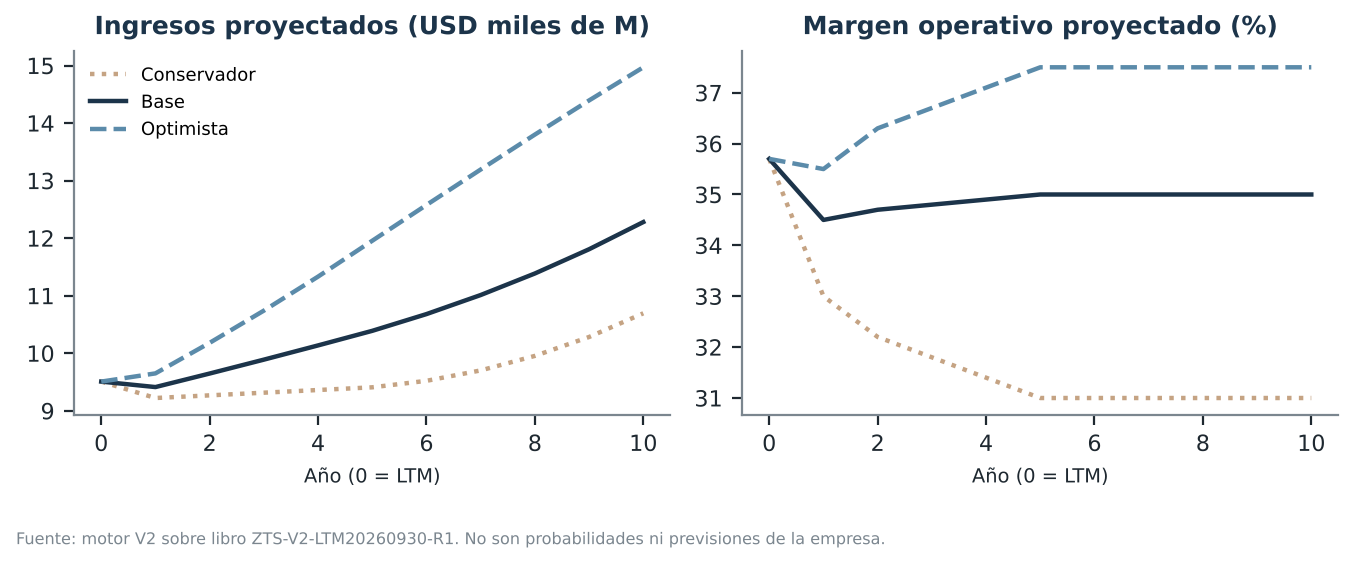 Ingresos proyectados (USD miles de M)
15
14
13
12
11
10
9
Conservador
Base
Optimista
0 2 4 6 8 10
Año (0 = LTM)
Margen operativo proyectado (%)
37
36
35
34
33
32
31
0 2 4 6 8 10
Año (0 = LTM)
Fuente: motor V2 sobre libro ZTS-V2-LTM20260930-R1. No son probabilidades ni previsiones de la empresa.